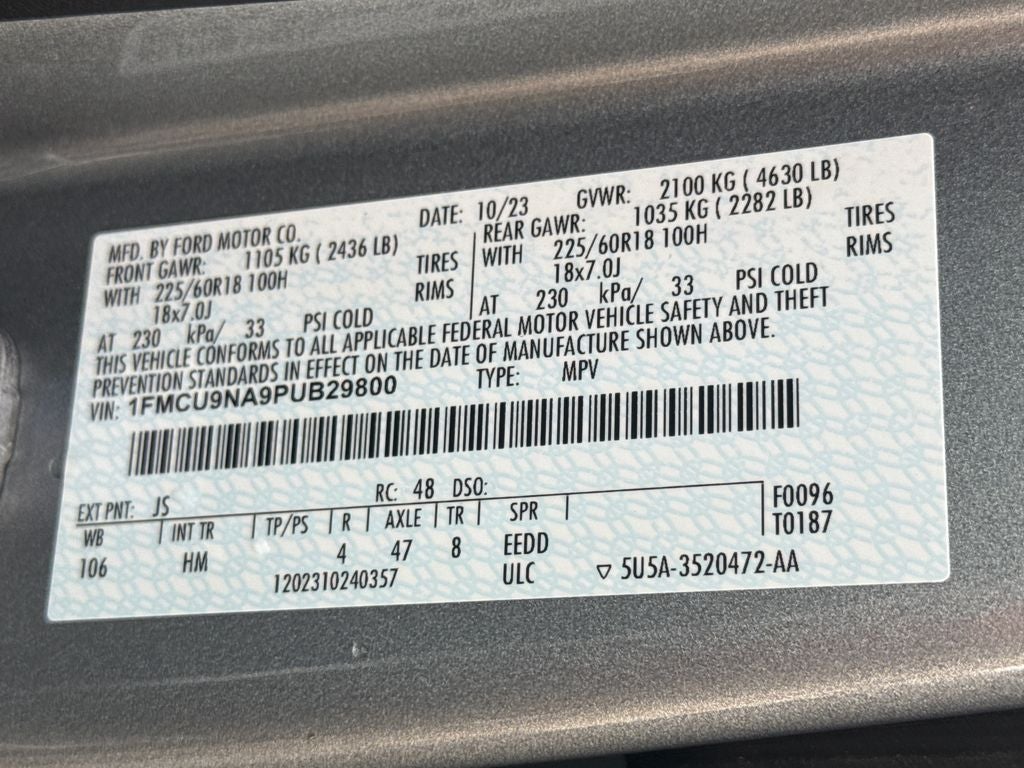 MFD. BY FORD MOTOR CO. DATE: 10/23 GVWR: 2100 KG ( 4630 LB)
FRONT GAWR: 1105 KG ( 2436 LB) REAR GAWR: 1035 KG ( 2282 LB)
WITH 225/60R18 100H TIRES WITH 225/60R18 100H TIRES
18x7.0J RIMS 18x7.0J RIMS
AT 230 kPa/ 33 PSI COLD AT 230 kPa/ 33 PSI COLD
THIS VEHICLE CONFORMS TO ALL APPLICABLE FEDERAL MOTOR VEHICLE SAFETY AND THEFT
PREVENTION STANDARDS IN EFFECT ON THE DATE OF MANUFACTURE SHOWN ABOVE.
VIN: 1FMCU9NA9PUB29800 TYPE: MPV
EXT PNT: JS RC: 48 DSO:
WB INT TR TP/PS R AXLE TR SPR F0096
106 HM 4 47 8 EEDD T0187
1202310240357 ULC ▽ 5U5A-3520472-AA